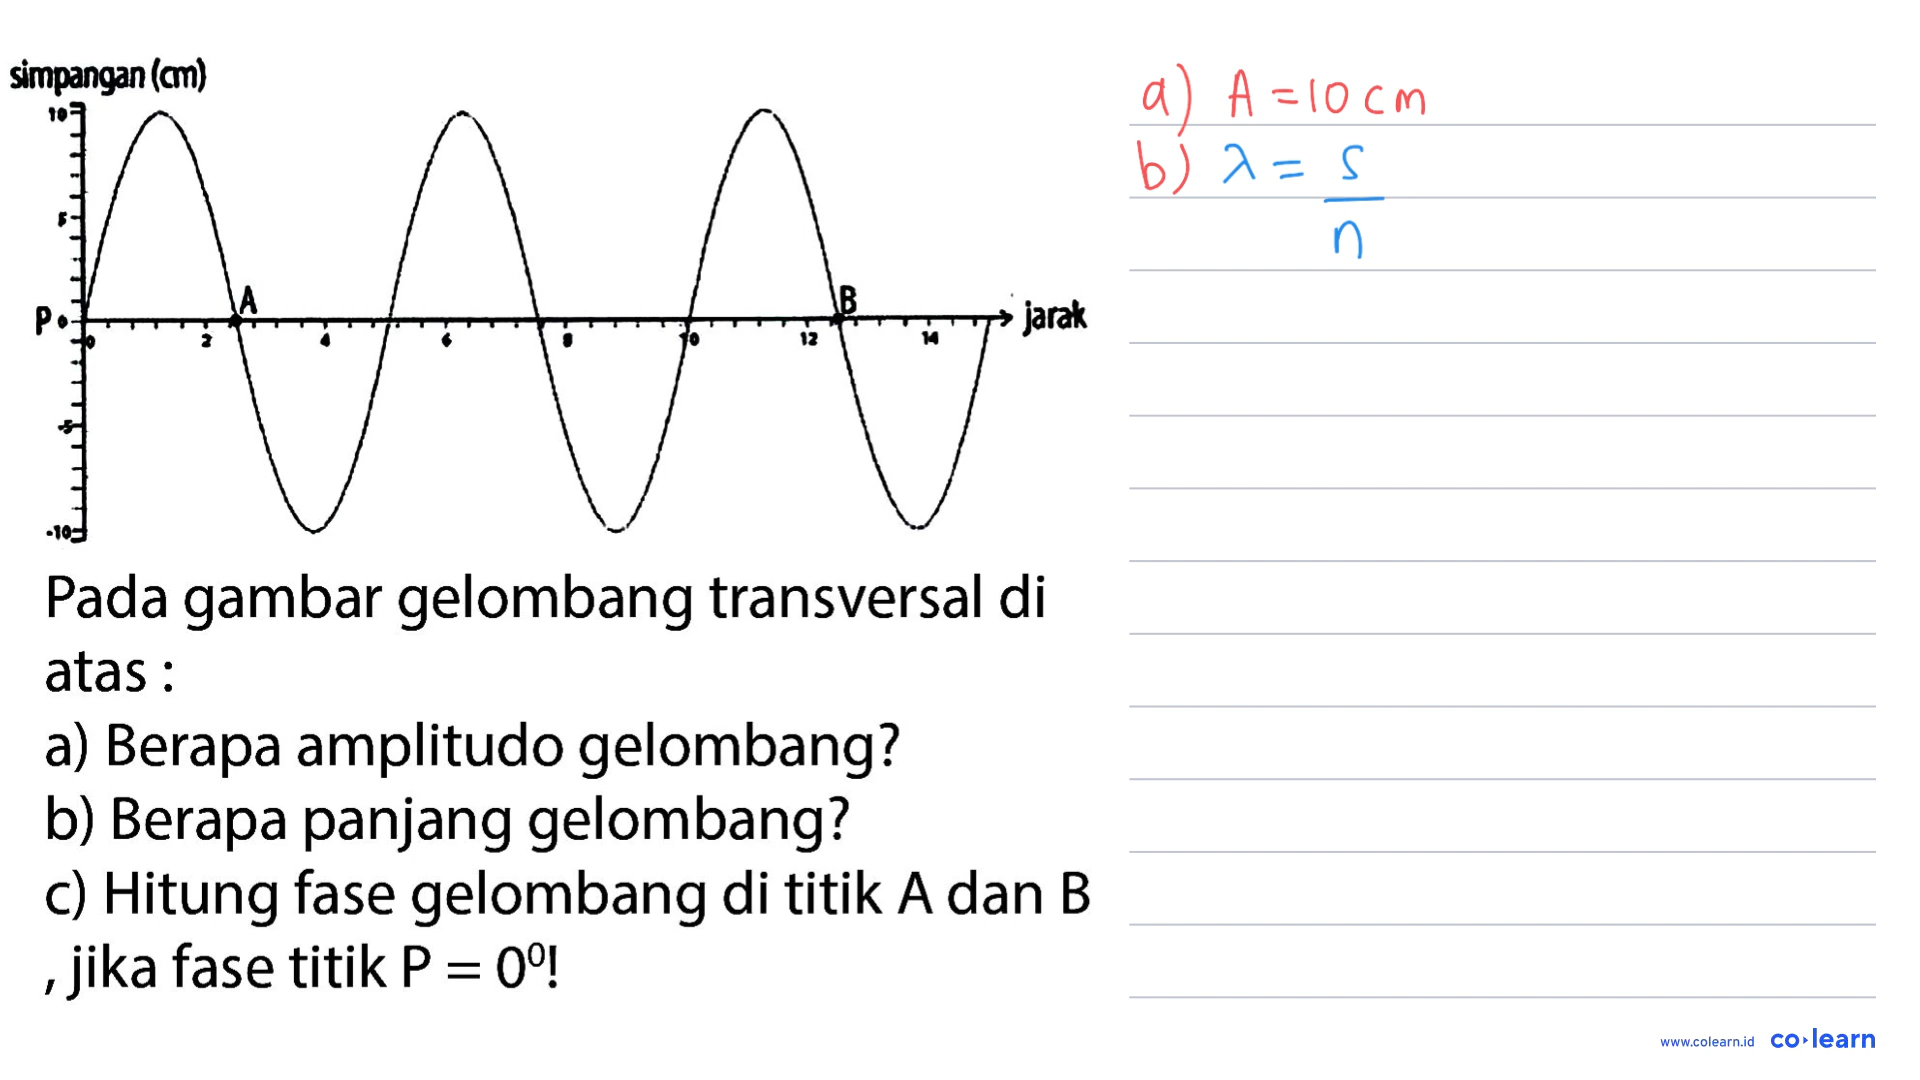 simpangan (cm)
10
5
P 0
-5
-10
A
B
0 2 4 6 8 10 12 14
jarak
Pada gambar gelombang transversal di
atas :
a) Berapa amplitudo gelombang?
b) Berapa panjang gelombang?
c) Hitung fase gelombang di titik A dan B
, jika fase titik P = 0⁰!
a) A = 10 cm
b) λ = s
n
www.colearn.id co learn